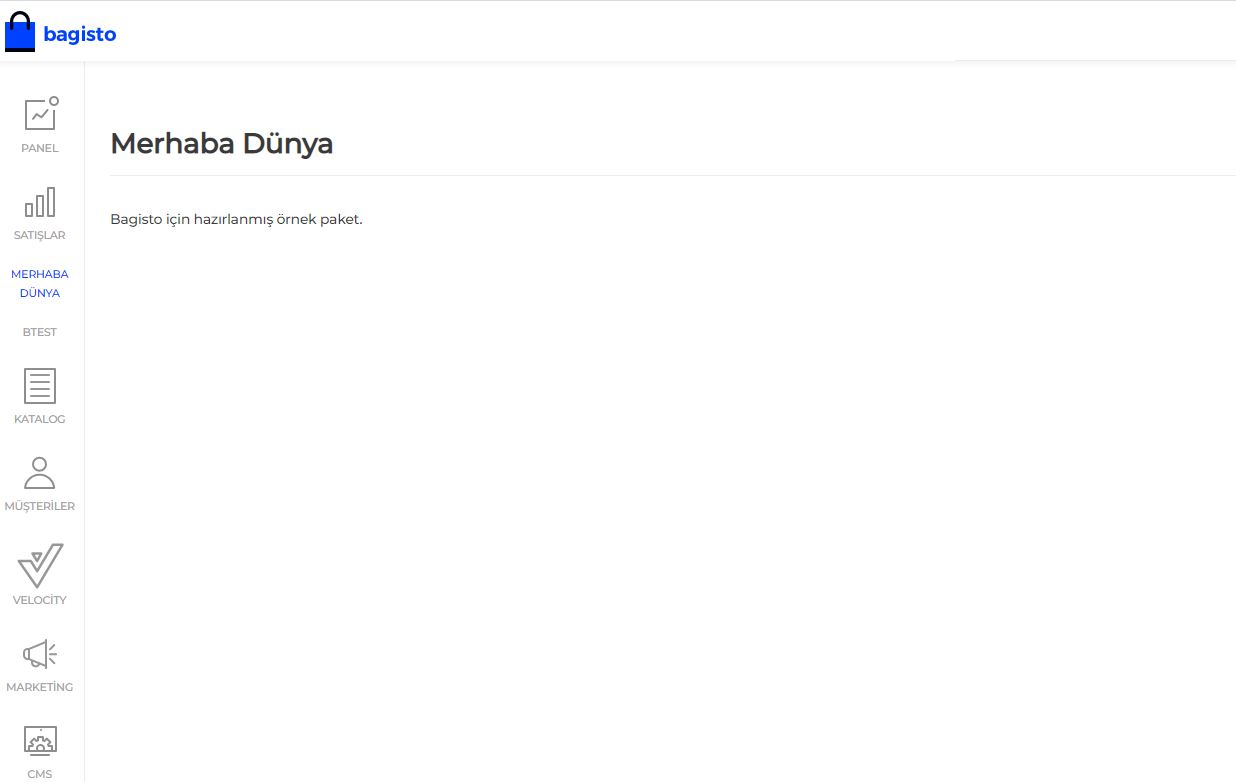 bagisto
PANEL
SATIŞLAR
MERHABA
DÜNYA
BTEST
KATALOG
MÜŞTERİLER
VELOCİTY
MARKETİNG
CMS
Merhaba Dünya
Bagisto için hazırlanmış örnek paket.